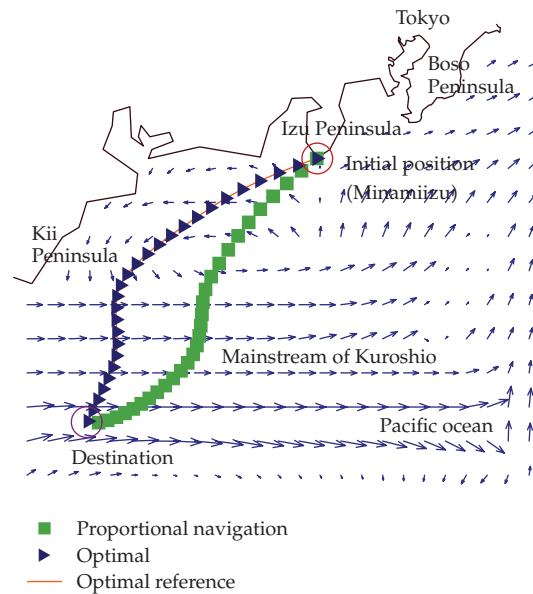 Tokyo
Boso
Peninsula
Izu Peninsula
Initial position
(Minamiizu)
Kii
Peninsula
Mainstream of Kuroshio
Pacific ocean
Destination
Proportional navigation
Optimal
Optimal reference